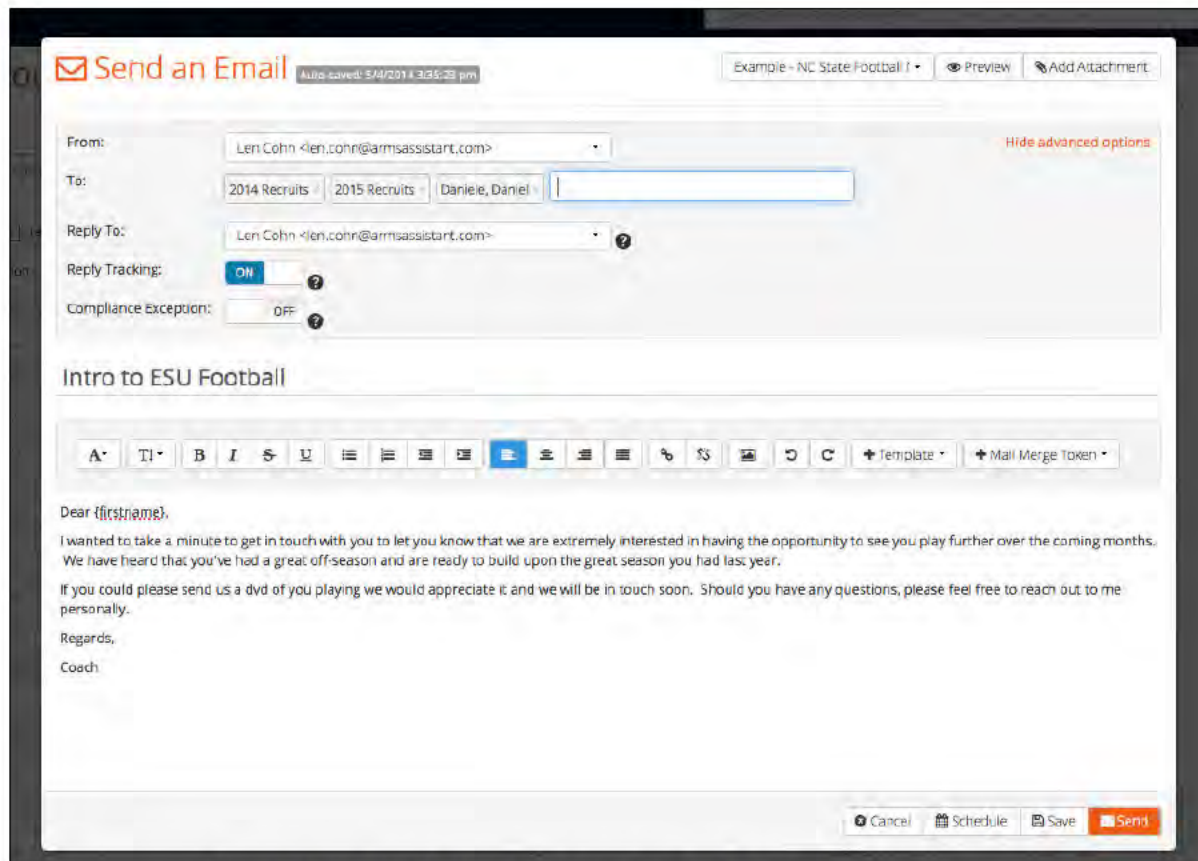 Send an Email Auto-saved: 5/4/2014 3:35:23 pm Example - NC State Football Preview Add Attachment
From: Len Cohn <len.cohn@armsassistant.com> Hide advanced options
To: 2014 Recruits 2015 Recruits Daniele, Daniel
Reply To: Len Cohn <len.cohn@armsassistant.com>
Reply Tracking: ON
Compliance Exception: OFF
Intro to ESU Football
A TI B I S U + Template + Mail Merge Token
Dear {firstname},
I wanted to take a minute to get in touch with you to let you know that we are extremely interested in having the opportunity to see you play further over the coming months.
We have heard that you've had a great off-season and are ready to build upon the great season you had last year.
If you could please send us a dvd of you playing we would appreciate it and we will be in touch soon. Should you have any questions, please feel free to reach out to me
personally.
Regards,
Coach
Cancel Schedule Save Send